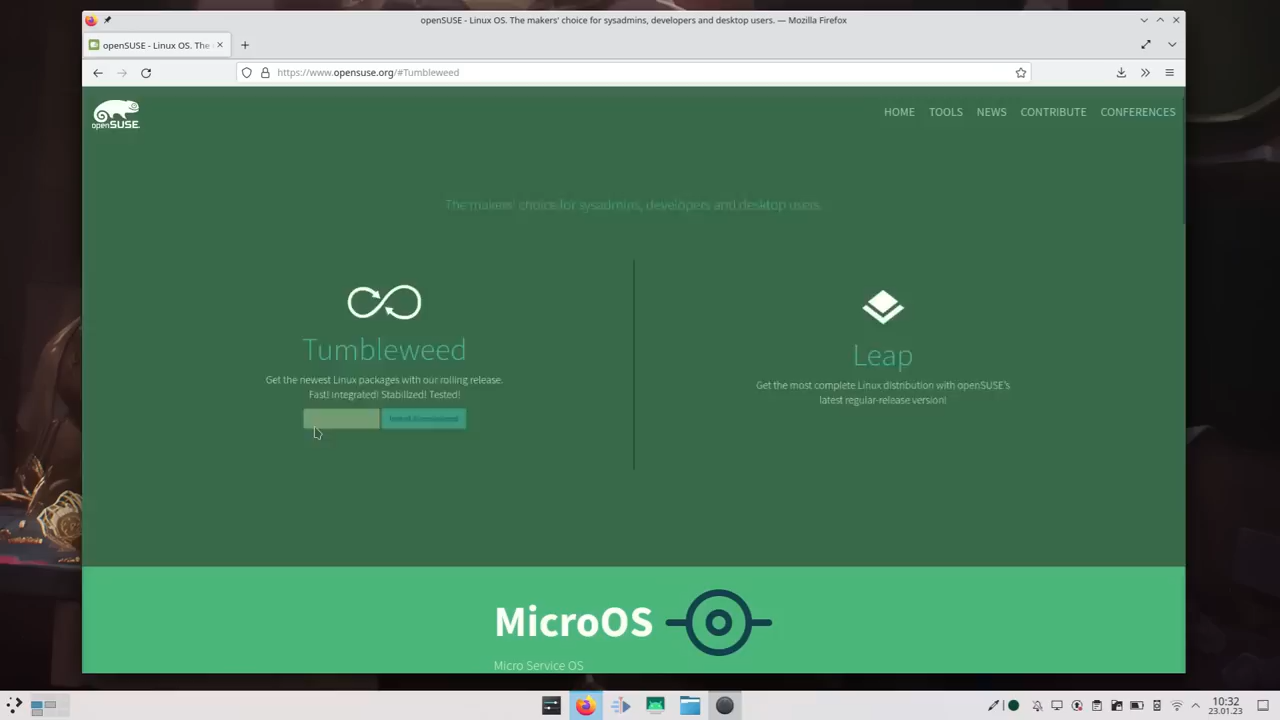 openSUSE - Linux OS. The makers' choice for sysadmins, developers and desktop users. — Mozilla Firefox
openSUSE - Linux OS. The
https://www.opensuse.org/#Tumbleweed
openSUSE.
HOME TOOLS NEWS CONTRIBUTE CONFERENCES
The makers' choice for sysadmins, developers and desktop users.
Tumbleweed
Get the newest Linux packages with our rolling release.
Fast! Integrated! Stabilized! Tested!
Install Tumbleweed
Leap
Get the most complete Linux distribution with openSUSE's
latest regular-release version!
MicroOS
Micro Service OS
10:32
23.01.23